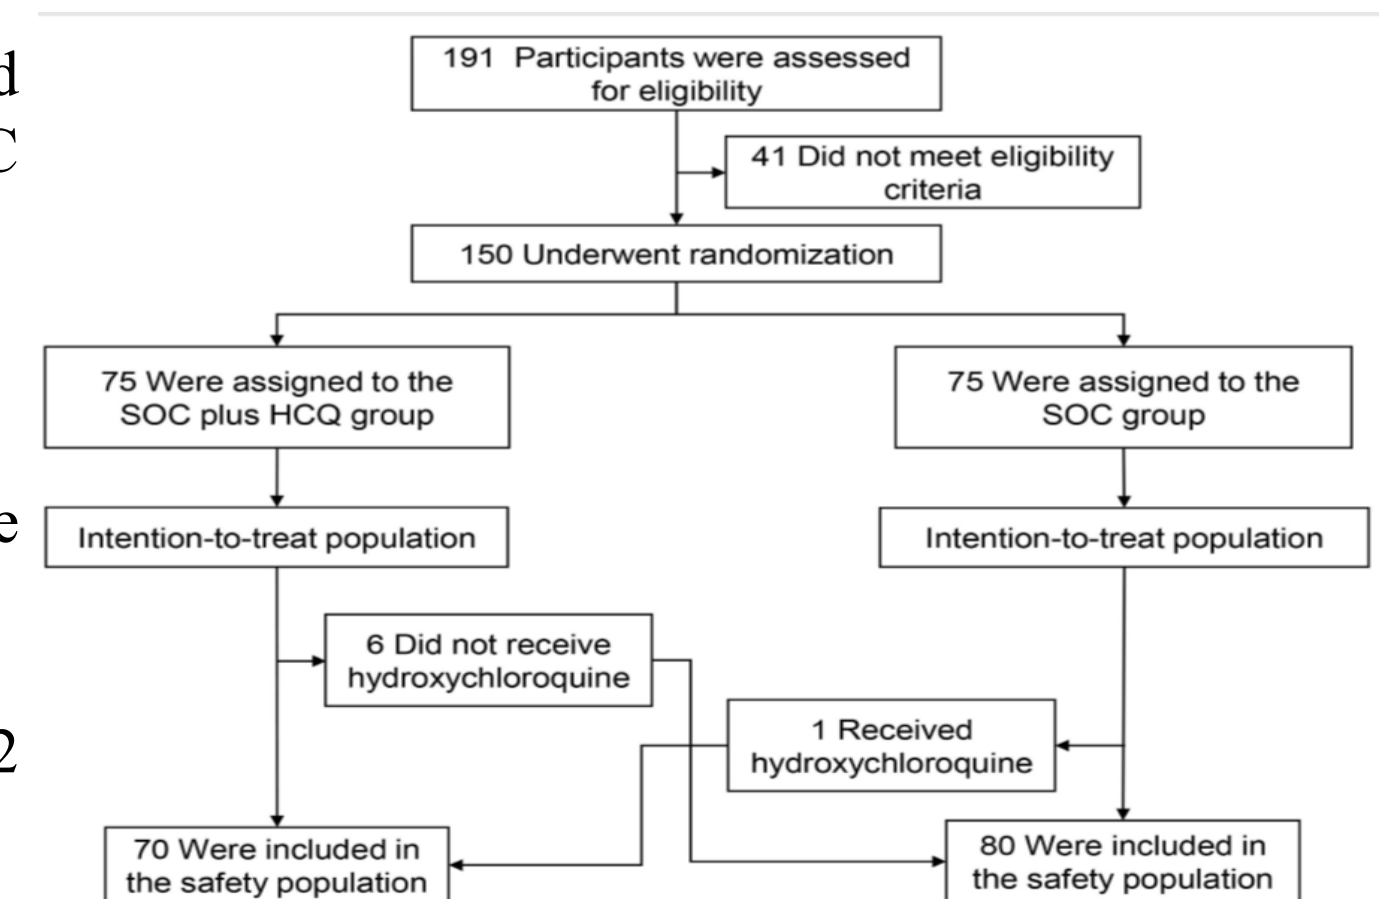 191 Participants were assessed
for eligibility
41 Did not meet eligibility
criteria
150 Underwent randomization
75 Were assigned to the
SOC plus HCQ group
75 Were assigned to the
SOC group
Intention-to-treat population
Intention-to-treat population
6 Did not receive
hydroxychloroquine
1 Received
hydroxychloroquine
70 Were included in
the safety population
80 Were included in
the safety population
d
C
e
2